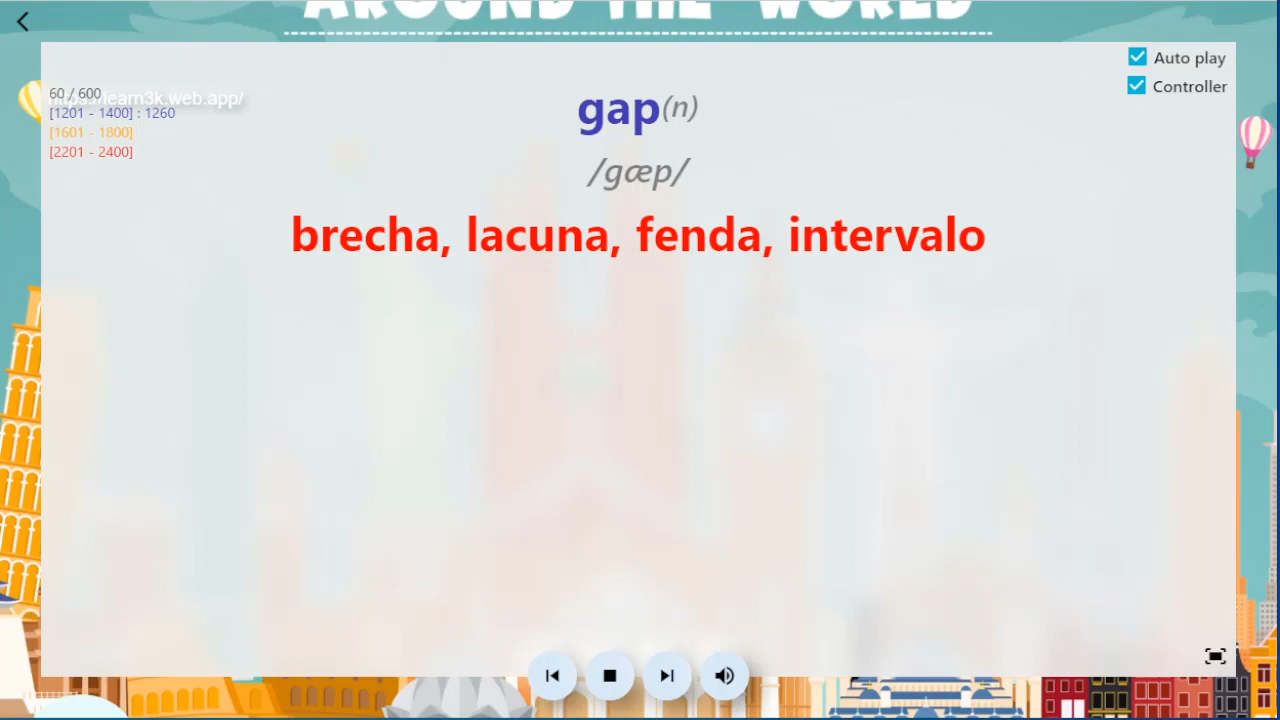 AROUND THE WORLD
Auto play
Controller
60 / 600
https://learn3k.web.app/
[1201 - 1400] : 1260
[1601 - 1800]
[2201 - 2400]
gap(n)
/gæp/
brecha, lacuna, fenda, intervalo